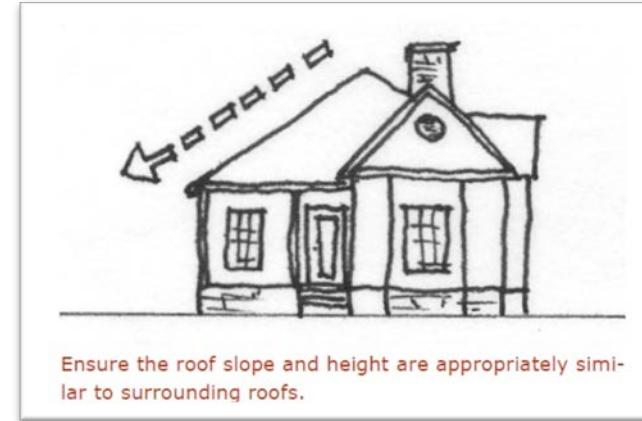 Ensure the roof slope and height are appropriately simi-
lar to surrounding roofs.